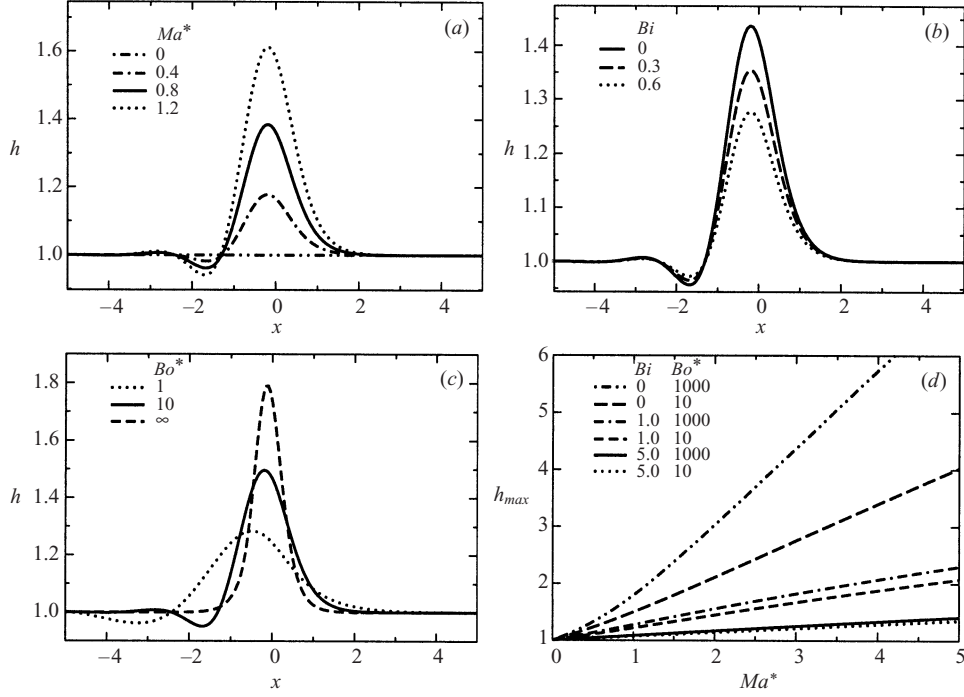 (a)
Ma*
0
0.4
0.8
1.2
1.6
1.4
1.2
1.0
h
−4 −2 0 2 4
x
(b)
Bi
0
0.3
0.6
1.4
1.3
1.2
1.1
1.0
h
−4 −2 0 2 4
x
(c)
Bo*
1
10
∞
1.8
1.6
1.4
1.2
1.0
h
−4 −2 0 2 4
x
(d)
Bi Bo*
0 1000
0 10
1.0 1000
1.0 10
5.0 1000
5.0 10
6
5
4
3
2
1
hmax
0 1 2 3 4 5
Ma*